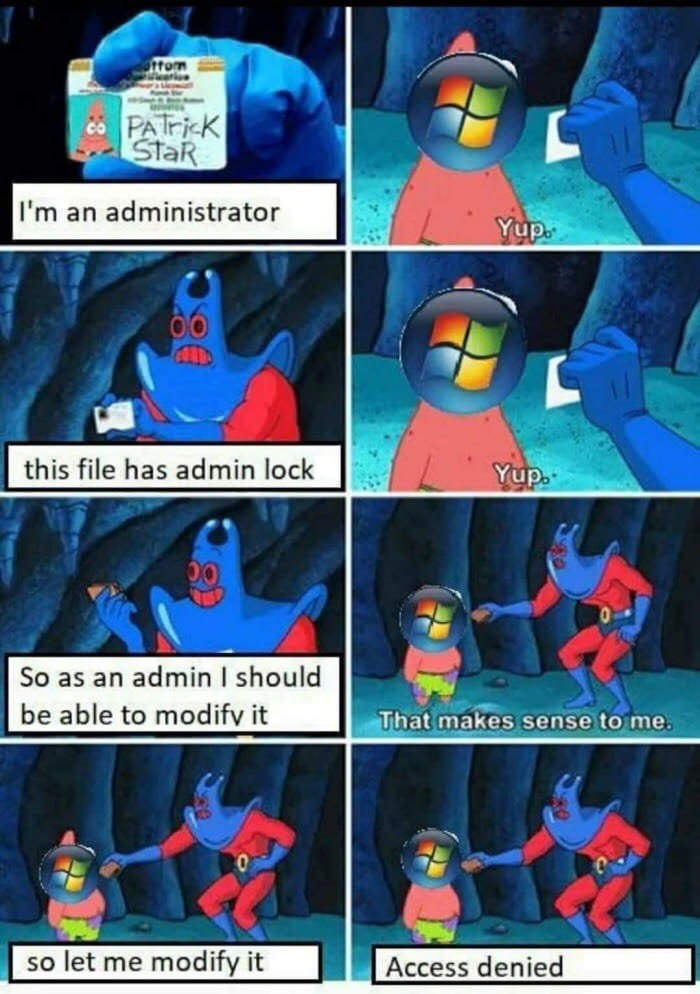 PATrickK
STaR
I'm an administrator
Yup.
this file has admin lock
Yup.
So as an admin I should
be able to modify it
That makes sense to me.
so let me modify it
Access denied